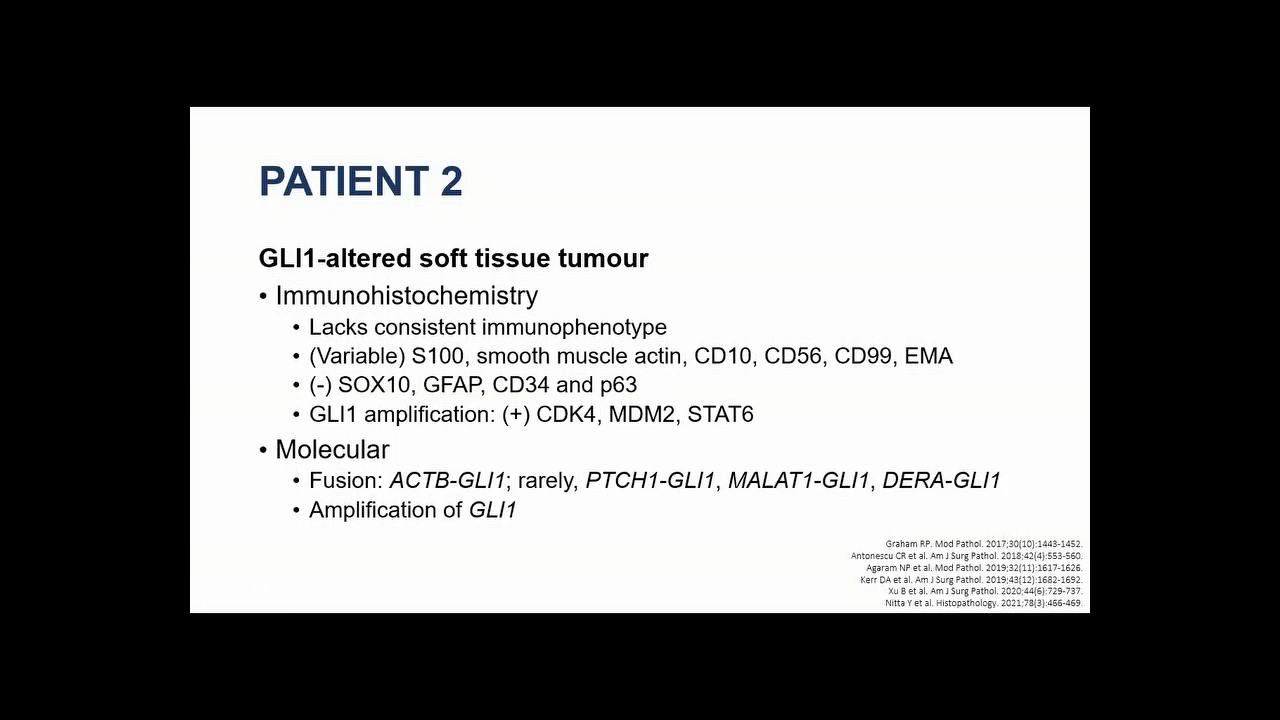 PATIENT 2
GLI1-altered soft tissue tumour
• Immunohistochemistry
• Lacks consistent immunophenotype
• (Variable) S100, smooth muscle actin, CD10, CD56, CD99, EMA
• (-) SOX10, GFAP, CD34 and p63
• GLI1 amplification: (+) CDK4, MDM2, STAT6
• Molecular
• Fusion: ACTB-GLI1; rarely, PTCH1-GLI1, MALAT1-GLI1, DERA-GLI1
• Amplification of GLI1
Graham RP. Mod Pathol. 2017;30(10):1443-1452.
Antonescu CR et al. Am J Surg Pathol. 2018;42(4):553-560.
Agaram NP et al. Mod Pathol. 2019;32(11):1617-1626.
Kerr DA et al. Am J Surg Pathol. 2019;43(12):1682-1692.
Xu B et al. Am J Surg Pathol. 2020;44(6):729-737.
Nitta Y et al. Histopathology. 2021;78(3):466-469.